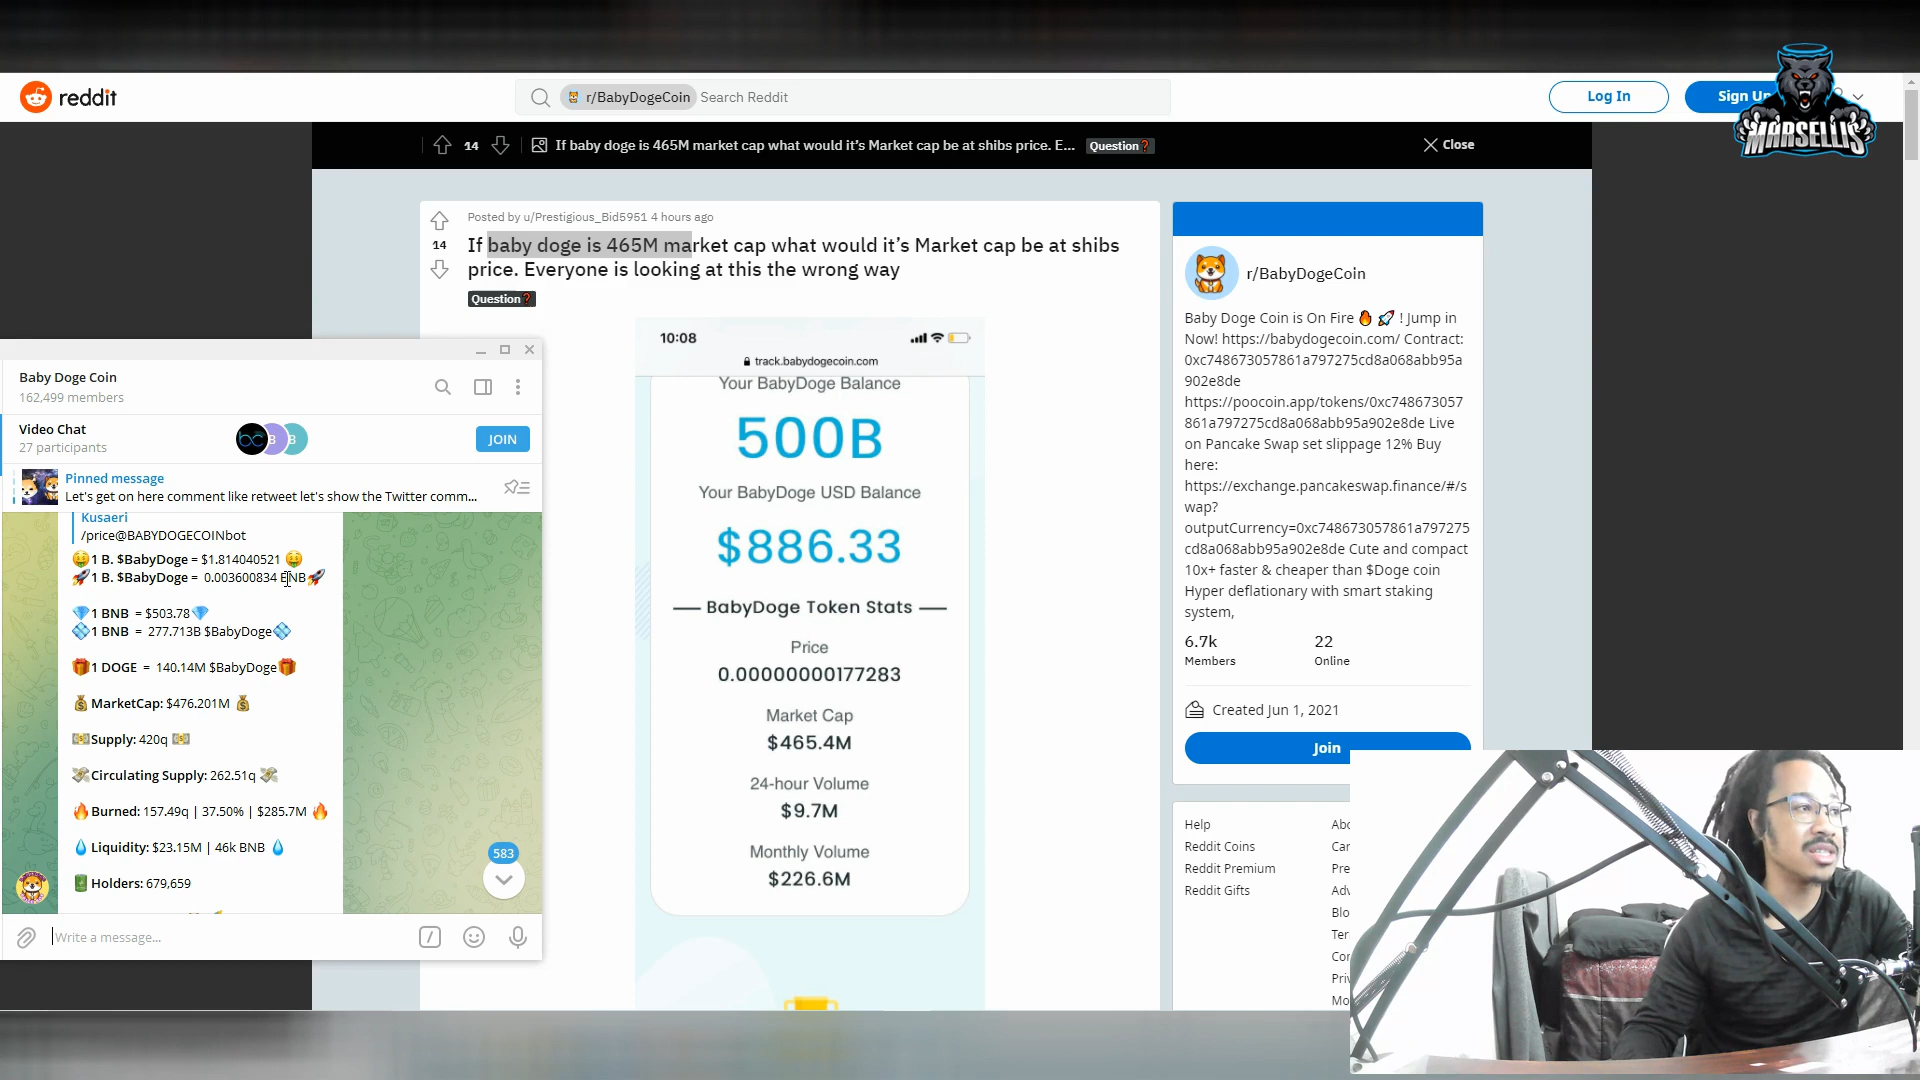 reddit
r/BabyDogeCoin Search Reddit
Log In
Sign Up
MARSELLIS
14
If baby doge is 465M market cap what would it’s Market cap be at shibs price. E...
Question❓
Close
Posted by u/Prestigious_Bid5951 4 hours ago
14
If baby doge is 465M market cap what would it’s Market cap be at shibs
price. Everyone is looking at this the wrong way
Question❓
10:08
track.babydogecoin.com
Your BabyDoge Balance
500B
Your BabyDoge USD Balance
$886.33
BabyDoge Token Stats
Price
0.00000000177283
Market Cap
$465.4M
24-hour Volume
$9.7M
Monthly Volume
$226.6M
r/BabyDogeCoin
Baby Doge Coin is On Fire 🔥 🚀 ! Jump in
Now! https://babydogecoin.com/ Contract:
0xc748673057861a797275cd8a068abb95a
902e8de
https://poocoin.app/tokens/0xc748673057
861a797275cd8a068abb95a902e8de Live
on Pancake Swap set slippage 12% Buy
here:
https://exchange.pancakeswap.finance/#/s
wap?
outputCurrency=0xc748673057861a797275
cd8a068abb95a902e8de Cute and compact
10x+ faster & cheaper than $Doge coin
Hyper deflationary with smart staking
system,
6.7k
Members
22
Online
Created Jun 1, 2021
Join
Help
Reddit Coins
Reddit Premium
Reddit Gifts
Abo
Car
Pre
Adv
Blo
Ter
Con
Priv
Mo
Baby Doge Coin
162,499 members
Video Chat
27 participants
B
B
JOIN
Pinned message
Let's get on here comment like retweet let's show the Twitter comm...
Kusaeri
/price@BABYDOGECOINbot
🤑1 B. $BabyDoge = $1.814040521 🤑
🚀1 B. $BabyDoge = 0.003600834 BNB🚀
💎1 BNB = $503.78💎
💠1 BNB = 277.713B $BabyDoge💠
🎁1 DOGE = 140.14M $BabyDoge🎁
💰MarketCap: $476.201M 💰
💵Supply: 420q 💵
💸Circulating Supply: 262.51q 💸
🔥Burned: 157.49q | 37.50% | $285.7M 🔥
💧Liquidity: $23.15M | 46k BNB 💧
🔋Holders: 679,659
583
Write a message...